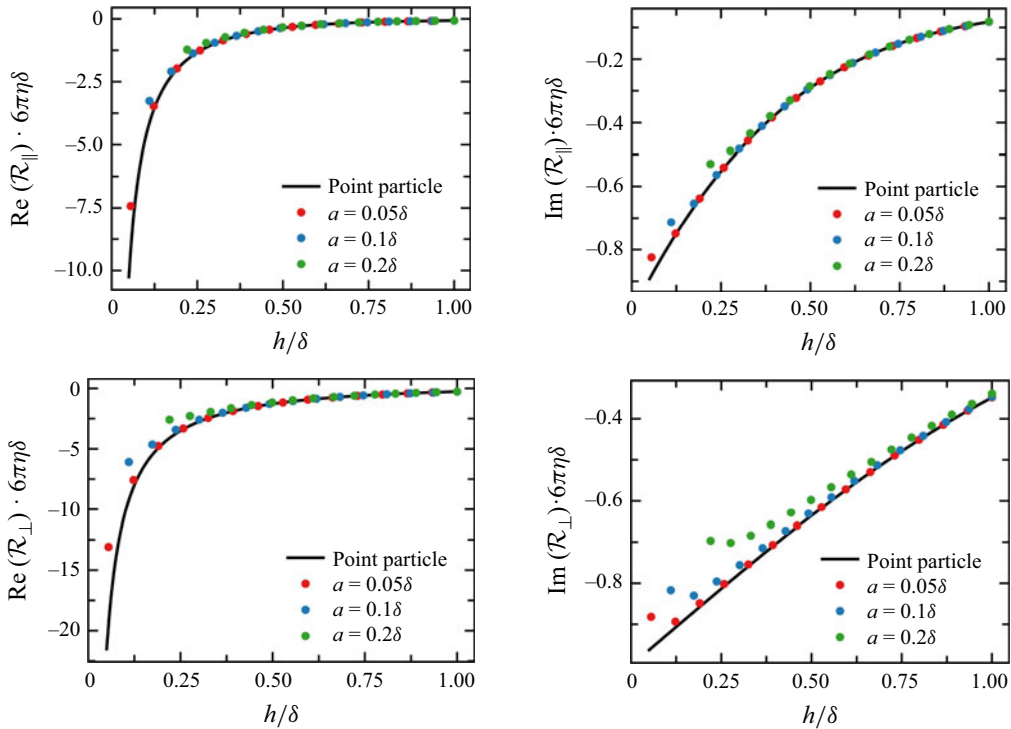 0
−2.5
−5.0
−7.5
−10.0
Re (ℛ∥) · 6πηδ
Point particle
a = 0.05δ
a = 0.1δ
a = 0.2δ
0 0.25 0.50 0.75 1.00
h/δ
−0.2
−0.4
−0.6
−0.8
Im (ℛ∥)·6πηδ
Point particle
a = 0.05δ
a = 0.1δ
a = 0.2δ
0 0.25 0.50 0.75 1.00
h/δ
0
−5
−10
−15
−20
Re (ℛ⊥) · 6πηδ
Point particle
a = 0.05δ
a = 0.1δ
a = 0.2δ
0 0.25 0.50 0.75 1.00
h/δ
−0.4
−0.6
−0.8
Im (ℛ⊥)·6πηδ
Point particle
a = 0.05δ
a = 0.1δ
a = 0.2δ
0 0.25 0.50 0.75 1.00
h/δ